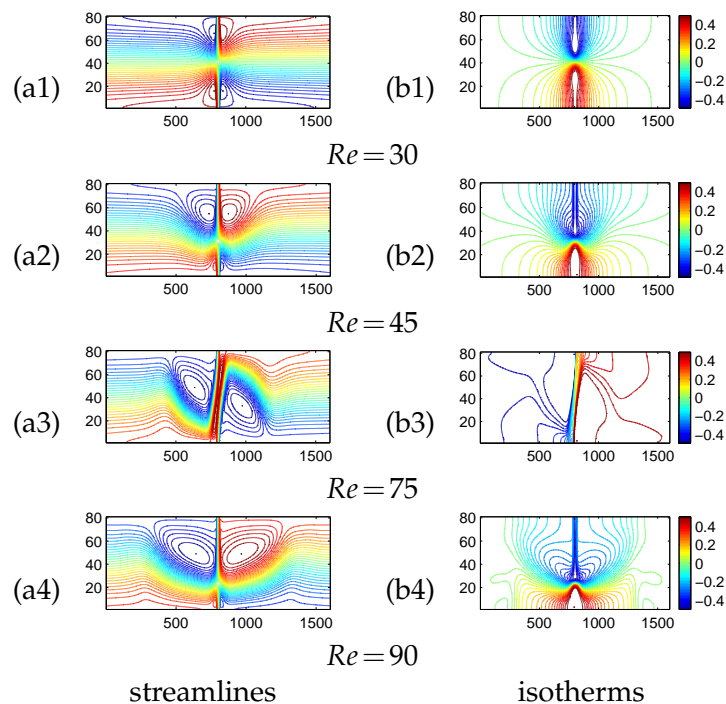 (a1) 80 60 40 20 500 1000 1500
(b1) 80 60 40 20 500 1000 1500 0.4 0.2 0 −0.2 −0.4
Re = 30
(a2) 80 60 40 20 500 1000 1500
(b2) 80 60 40 20 500 1000 1500 0.4 0.2 0 −0.2 −0.4
Re = 45
(a3) 80 60 40 20 500 1000 1500
(b3) 80 60 40 20 500 1000 1500 0.4 0.2 0 −0.2 −0.4
Re = 75
(a4) 80 60 40 20 500 1000 1500
(b4) 80 60 40 20 500 1000 1500 0.4 0.2 0 −0.2 −0.4
Re = 90
streamlines isotherms